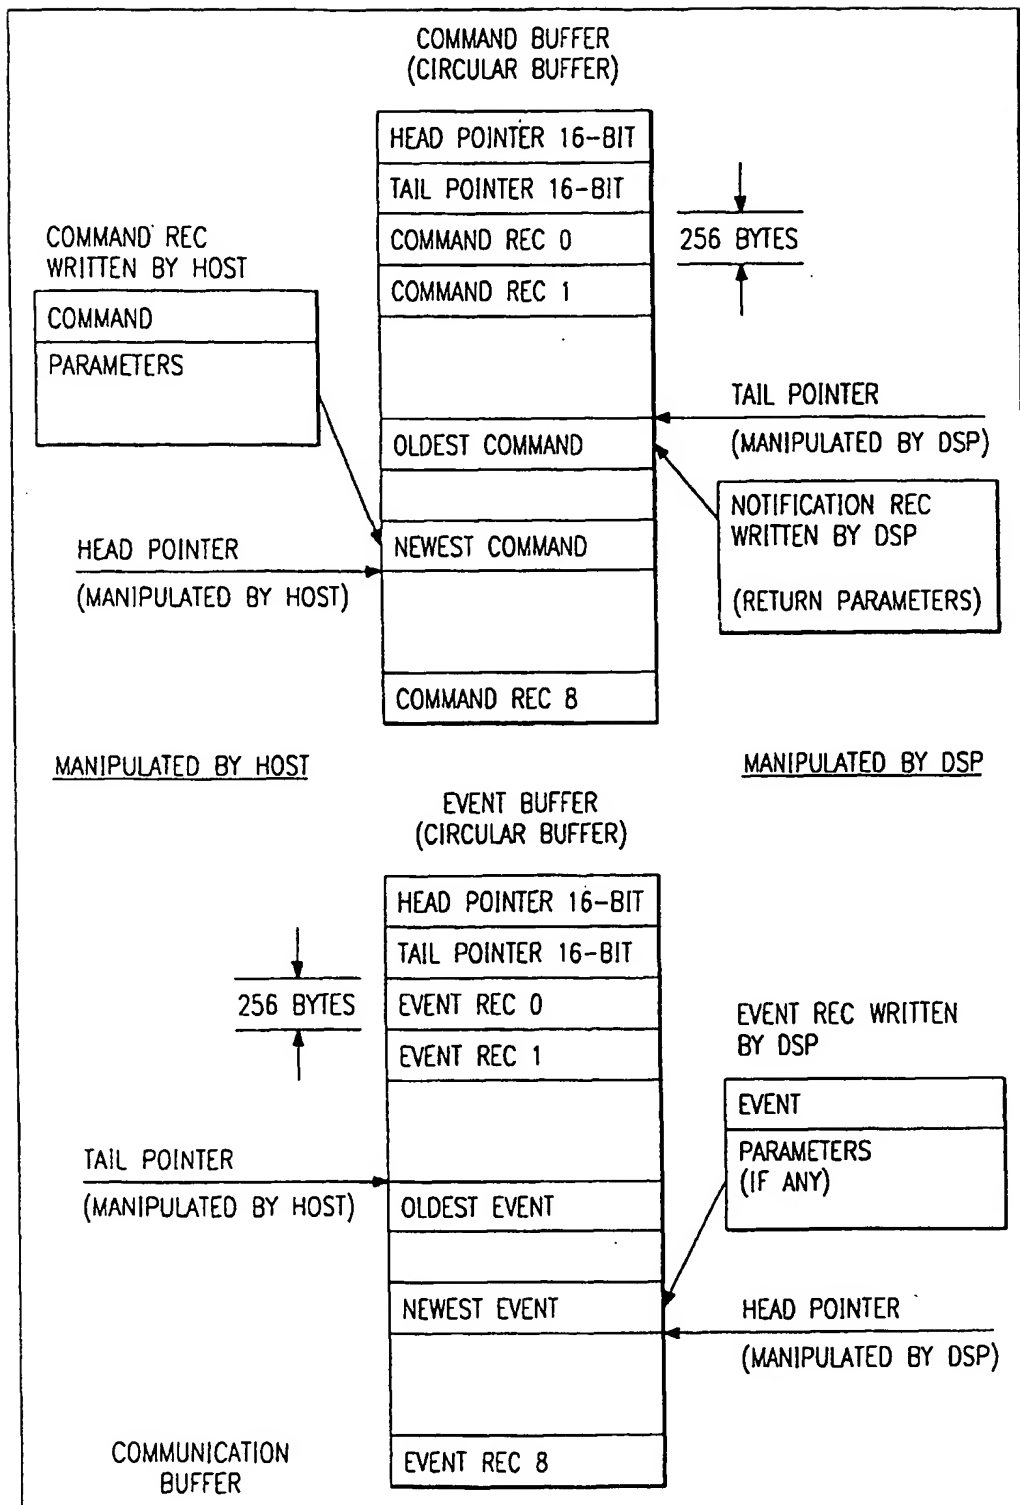 COMMAND BUFFER
(CIRCULAR BUFFER)
HEAD POINTER 16-BIT
TAIL POINTER 16-BIT
COMMAND REC 0
COMMAND REC 1
256 BYTES
COMMAND REC
WRITTEN BY HOST
COMMAND
PARAMETERS
TAIL POINTER
(MANIPULATED BY DSP)
OLDEST COMMAND
NOTIFICATION REC
WRITTEN BY DSP
(RETURN PARAMETERS)
NEWEST COMMAND
HEAD POINTER
(MANIPULATED BY HOST)
COMMAND REC 8
MANIPULATED BY HOST
MANIPULATED BY DSP
EVENT BUFFER
(CIRCULAR BUFFER)
HEAD POINTER 16-BIT
TAIL POINTER 16-BIT
EVENT REC 0
EVENT REC 1
256 BYTES
EVENT REC WRITTEN
BY DSP
EVENT
PARAMETERS
(IF ANY)
TAIL POINTER
(MANIPULATED BY HOST)
OLDEST EVENT
NEWEST EVENT
HEAD POINTER
(MANIPULATED BY DSP)
EVENT REC 8
COMMUNICATION
BUFFER